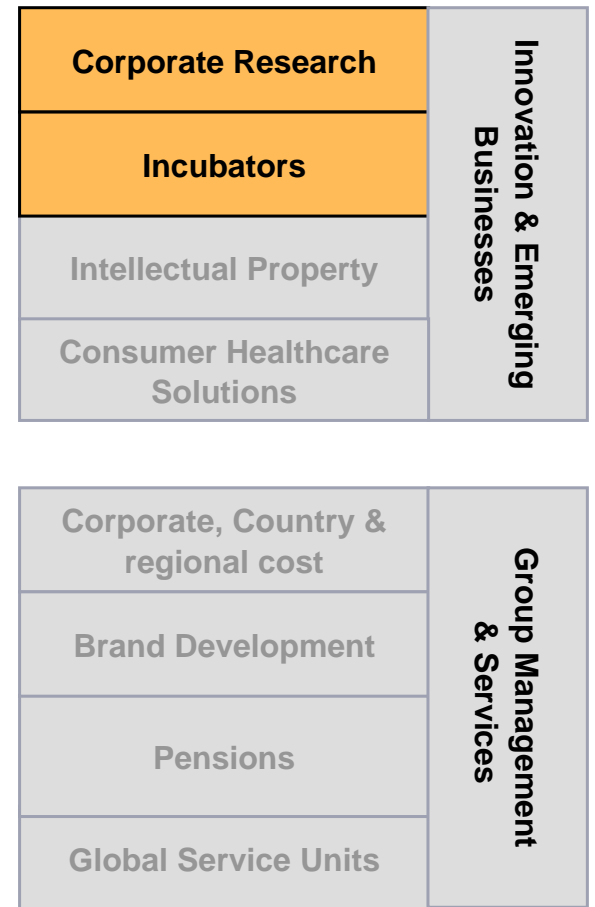 Corporate Research
Incubators
Intellectual Property
Consumer Healthcare
Solutions
Innovation & Emerging
Businesses
Corporate, Country &
regional cost
Brand Development
Pensions
Global Service Units
Group Management
& Services